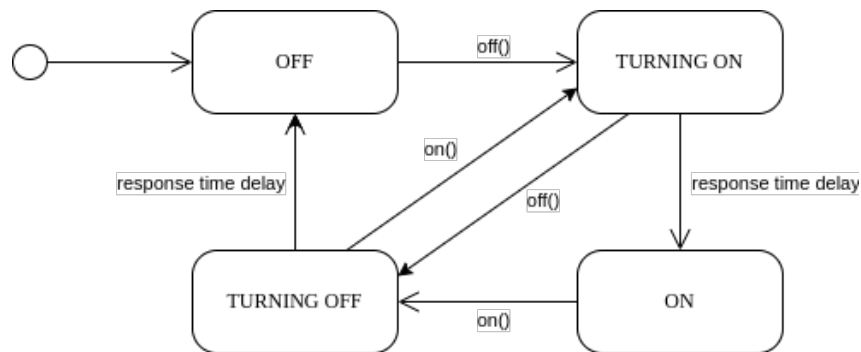 off()
OFF
TURNING ON
on()
response time delay
response time delay
off()
TURNING OFF
ON
on()